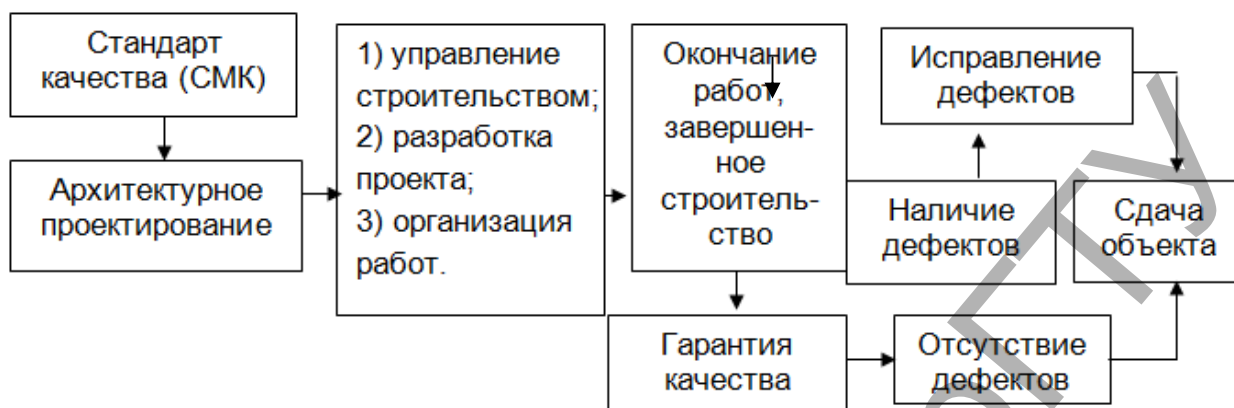 Стандарт
качества (СМК)
Архитектурное
проектирование
1) управление
строительством;
2) разработка
проекта;
3) организация
работ.
Окончание
работ,
завершен-
ное
строитель-
ство
Исправление
дефектов
Наличие
дефектов
Сдача
объекта
Гарантия
качества
Отсутствие
дефектов